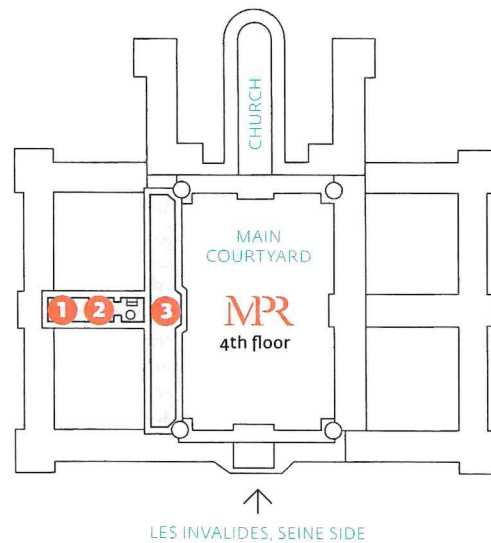 CHURCH
MAIN
COURTYARD
MPR
4th floor
1 2 3
LES INVALIDES, SEINE SIDE